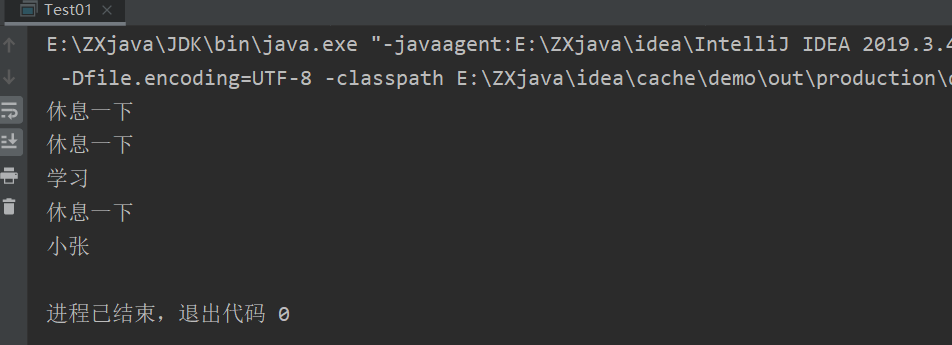 Test01
E:\ZXjava\JDK\bin\java.exe "-javaagent:E:\ZXjava\idea\IntelliJ IDEA 2019.3.4
-Dfile.encoding=UTF-8 -classpath E:\ZXjava\idea\cache\demo\out\production\
休息一下
休息一下
学习
休息一下
小张
进程已结束，退出代码 0